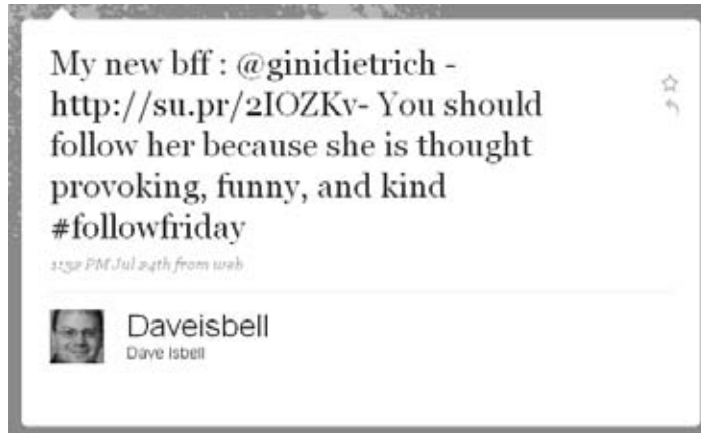 My new bff : @ginidietrich -
http://su.pr/2IOZKv- You should
follow her because she is thought
provoking, funny, and kind
#followfriday
11:52 PM Jul 24th from web
Daveisbell
Dave Isbell